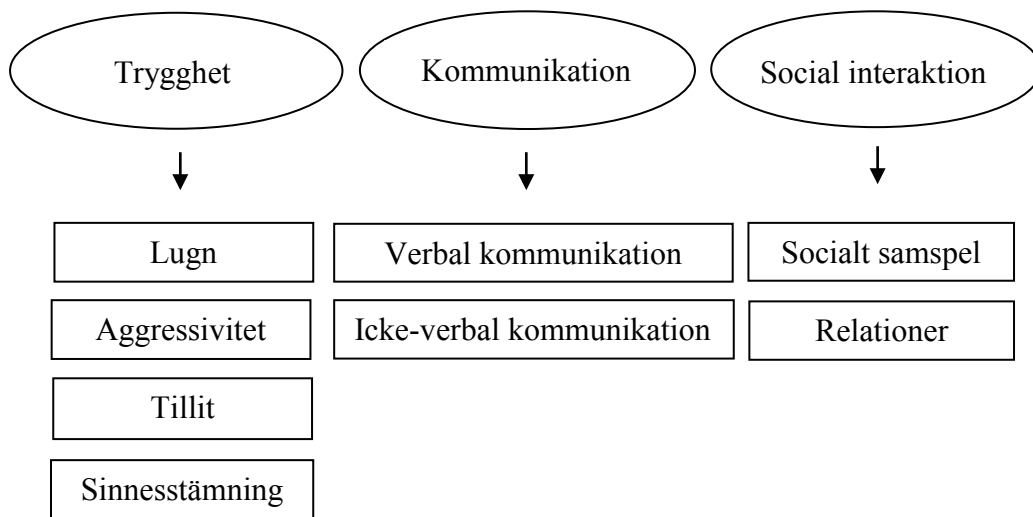 Trygghet
Kommunikation
Social interaktion
Lugn
Verbal kommunikation
Socialt samspel
Aggressivitet
Icke-verbal kommunikation
Relationer
Tillit
Sinnesstämning